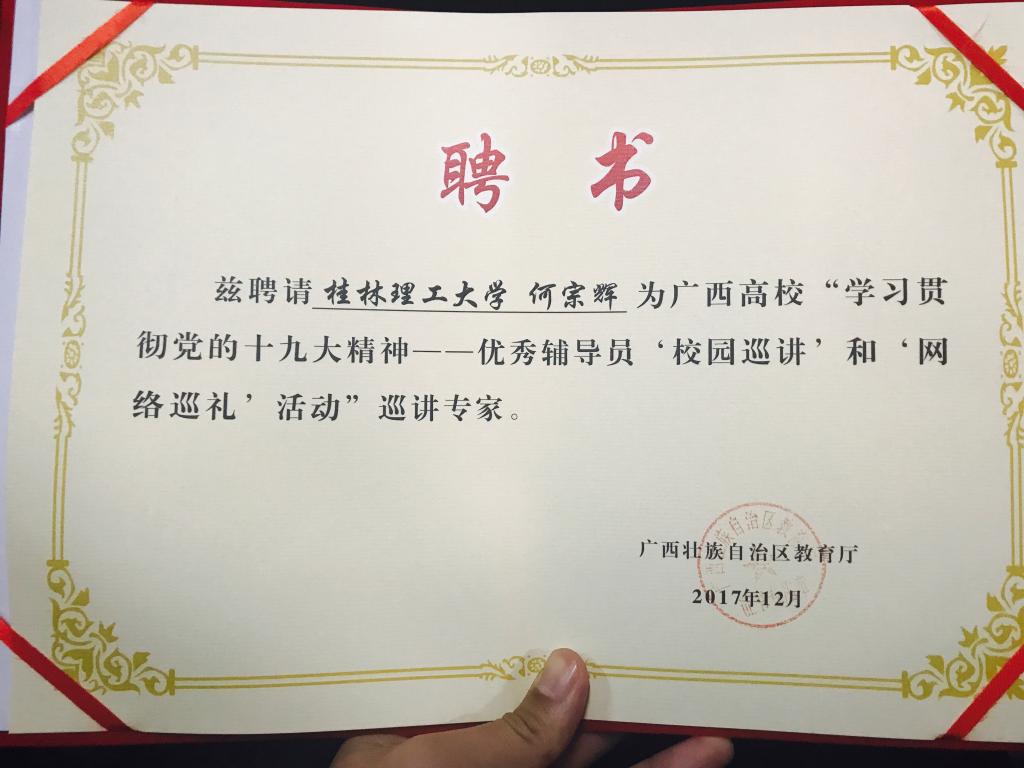 聘 书
兹聘请 桂林理工大学 何宗辉 为广西高校“学习贯
彻党的十九大精神——优秀辅导员‘校园巡讲’和‘网
络巡礼’活动”巡讲专家。
广西壮族自治区教育厅
2017年12月